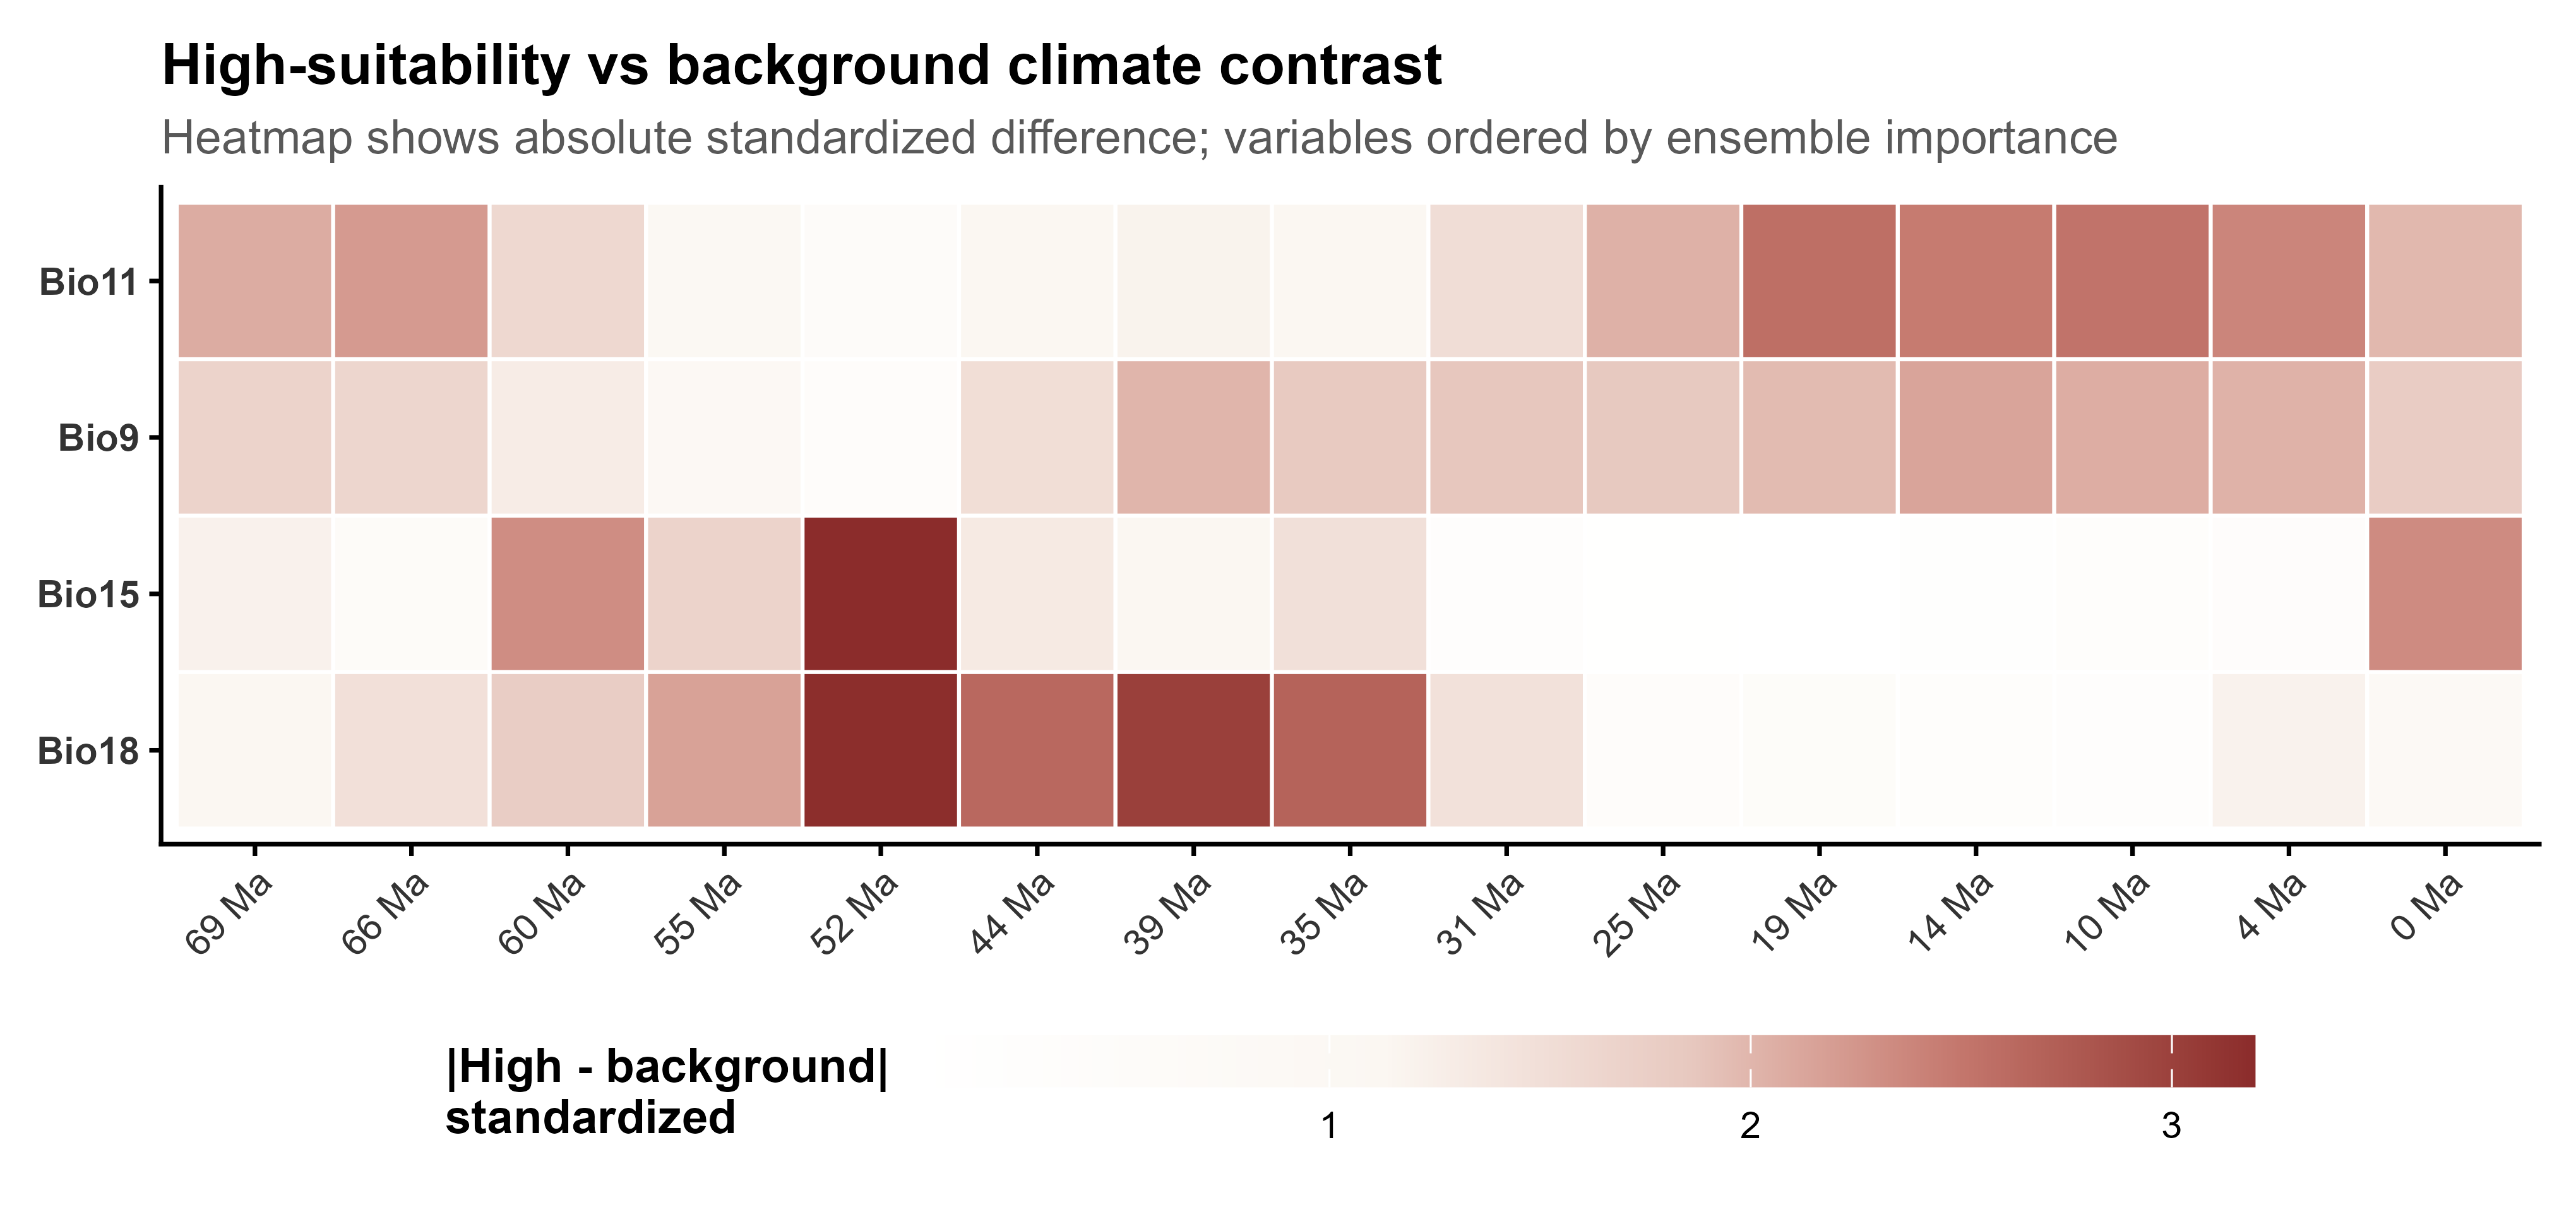 High-suitability vs background climate contrast
Heatmap shows absolute standardized difference; variables ordered by ensemble importance
Bio11
Bio9
Bio15
Bio18
69 Ma
66 Ma
60 Ma
55 Ma
52 Ma
44 Ma
39 Ma
35 Ma
31 Ma
25 Ma
19 Ma
14 Ma
10 Ma
4 Ma
0 Ma
|High - background|
standardized
1
2
3